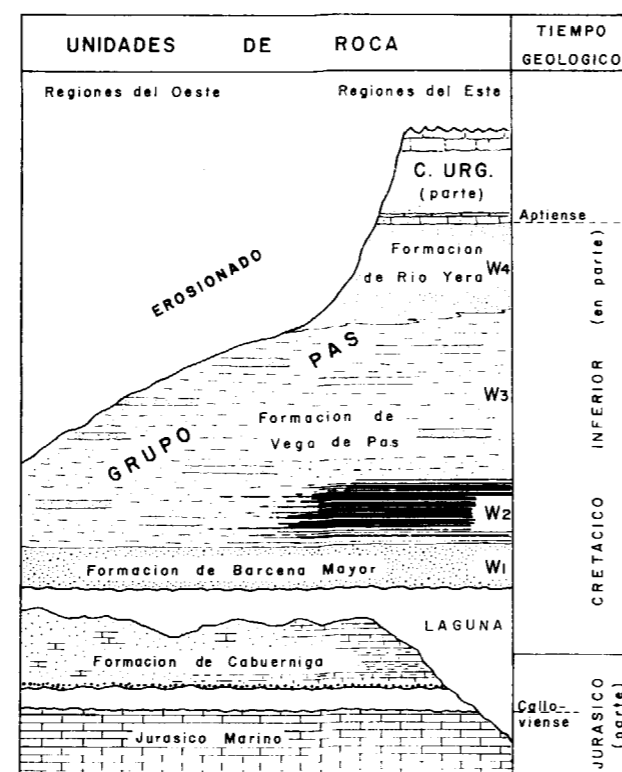 UNIDADES DE ROCA
TIEMPO
GEOLOGICO
Regiones del Oeste
Regiones del Este
C. URG.
(parte)
Aptiense
EROSIONADO
Formacion
de Rio Yera
W4
GRUPO PAS
W3
Formacion de
Vega de Pas
W2
Formacion de Barcena Mayor
W1
LAGUNA
Formacion de Cabuerniga
Jurasico Marino
Callo-
viense
CRETACICO INFERIOR (en parte)
JURASICO
(parte)